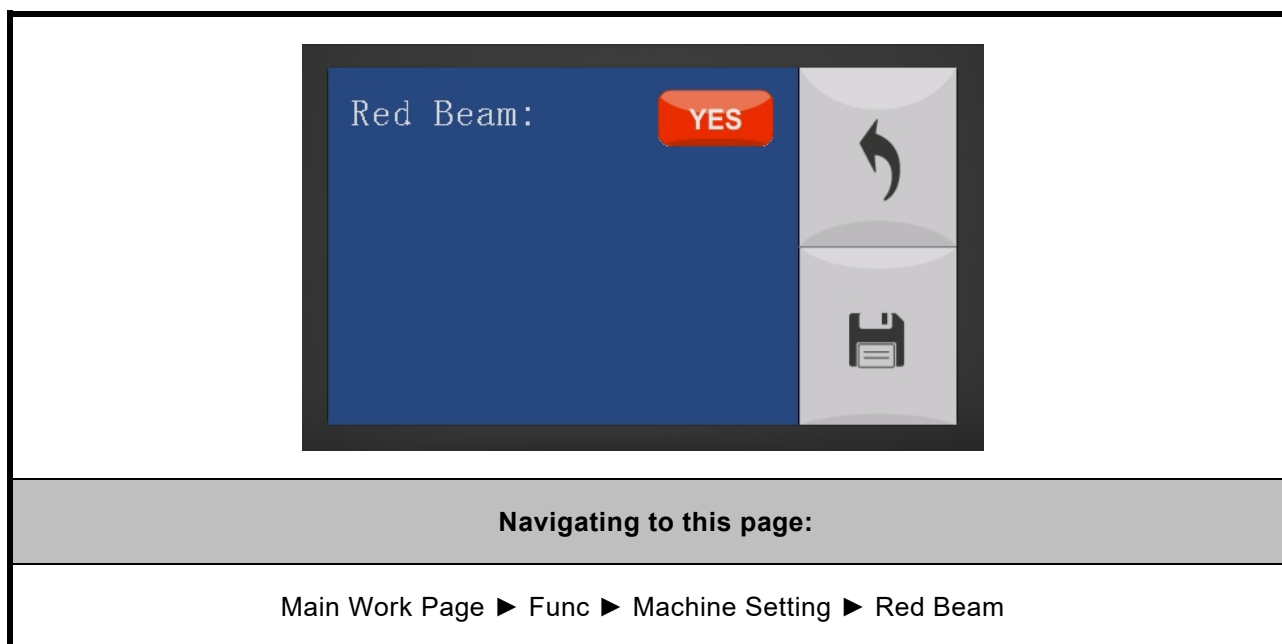 Red Beam:
YES
Navigating to this page:
Main Work Page ► Func ► Machine Setting ► Red Beam